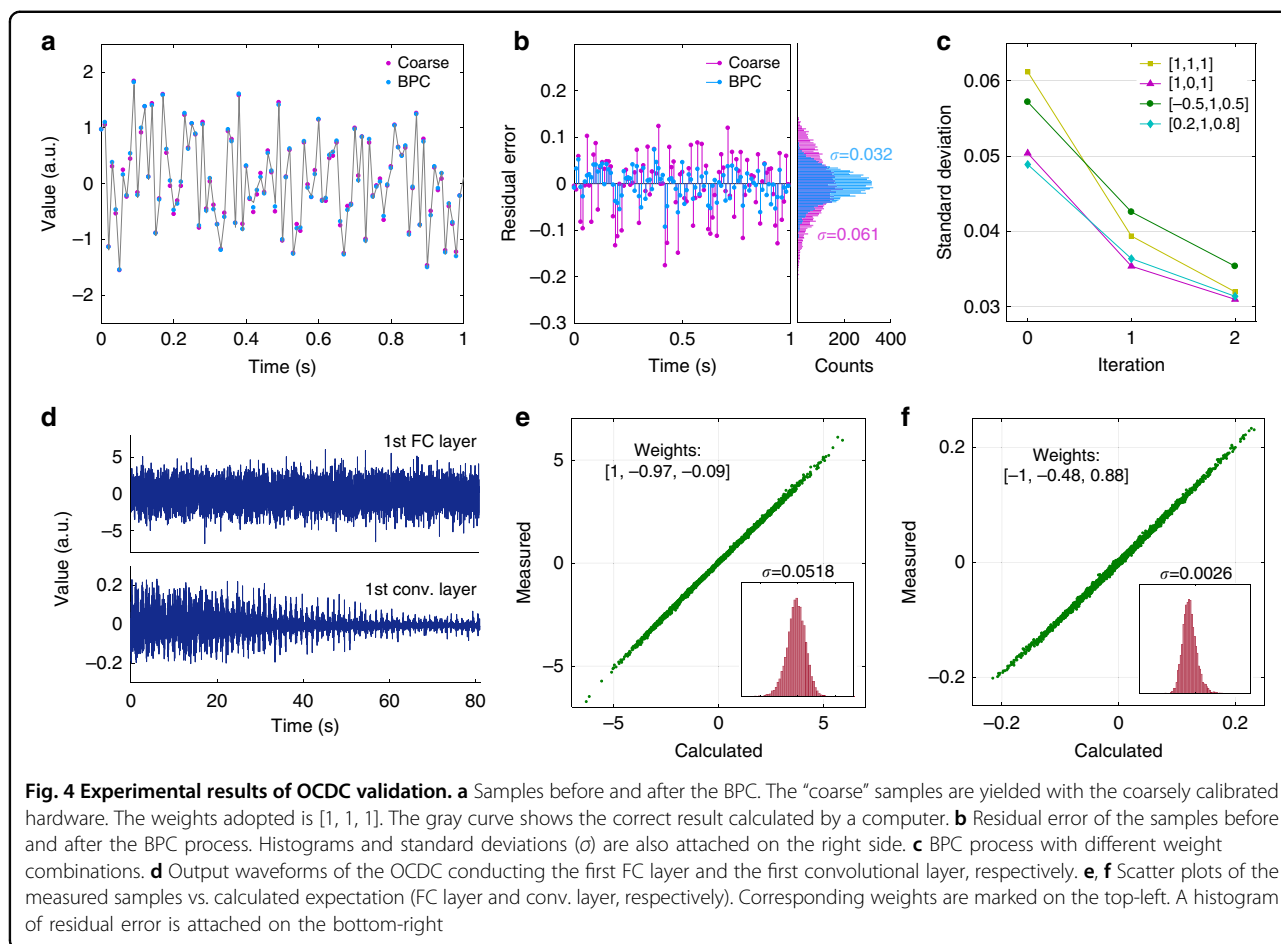 a
Coarse
BPC
2
1
0
–1
–2
Value (a.u.)
0 0.2 0.4 0.6 0.8 1
Time (s)
b
Coarse
BPC
0.3
0.2
0.1
0
–0.1
–0.2
–0.3
Residual error
σ=0.032
σ=0.061
0 0.5 1
Time (s)
200 400
Counts
c
[1,1,1]
[1,0,1]
[–0.5,1,0.5]
[0.2,1,0.8]
0.06
0.05
0.04
0.03
Standard deviation
0 1 2
Iteration
d
1st FC layer
5
0
–5
Value (a.u.)
1st conv. layer
0.2
0
–0.2
0 20 40 60 80
Time (s)
e
Weights:
[1, –0.97, –0.09]
5
0
–5
Measured
σ=0.0518
–5 0 5
Calculated
f
Weights:
[–1, –0.48, 0.88]
0.2
0
–0.2
Measured
σ=0.0026
–0.2 0 0.2
Calculated
Fig. 4 Experimental results of OCDC validation. a Samples before and after the BPC. The “coarse” samples are yielded with the coarsely calibrated
hardware. The weights adopted is [1, 1, 1]. The gray curve shows the correct result calculated by a computer. b Residual error of the samples before
and after the BPC process. Histograms and standard deviations (σ) are also attached on the right side. c BPC process with different weight
combinations. d Output waveforms of the OCDC conducting the first FC layer and the first convolutional layer, respectively. e, f Scatter plots of the
measured samples vs. calculated expectation (FC layer and conv. layer, respectively). Corresponding weights are marked on the top-left. A histogram
of residual error is attached on the bottom-right